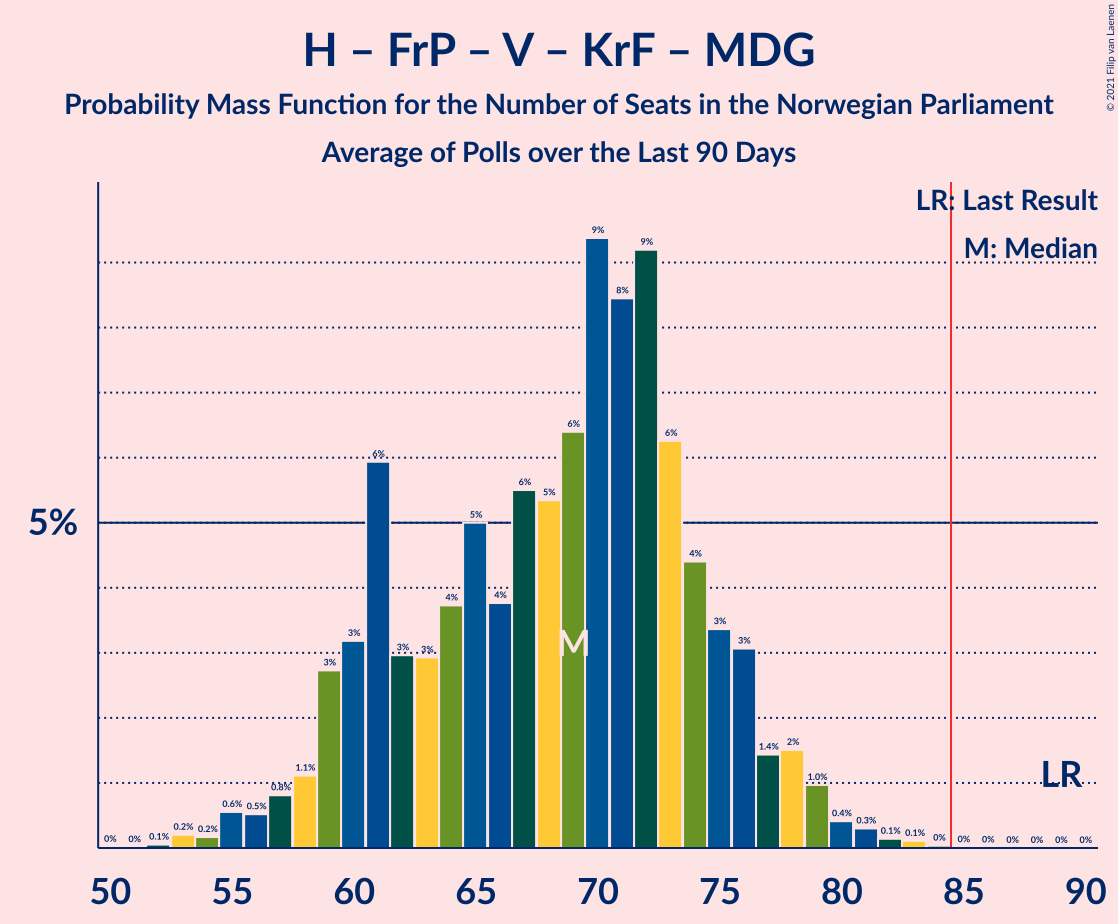 H – FrP – V – KrF – MDG
Probability Mass Function for the Number of Seats in the Norwegian Parliament
Average of Polls over the Last 90 Days
© 2021 Filip van Laenen
LR: Last Result
M: Median
5%
0% 0% 0.1% 0.2% 0.2% 0.6% 0.5% 0.8% 1.1% 3% 3% 6% 3% 3% 4% 5% 4% 6% 5% 6% 9% 8% 9% 6% 4% 3% 3% 1.4% 2% 1.0% 0.4% 0.3% 0.1% 0.1% 0% 0% 0% 0% 0% 0% 0%
M
LR
50 55 60 65 70 75 80 85 90